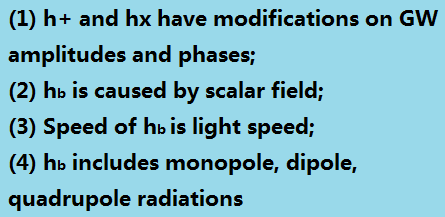 (1) h+ and hx have modifications on GW
amplitudes and phases;
(2) hb is caused by scalar field;
(3) Speed of hb is light speed;
(4) hb includes monopole, dipole,
quadrupole radiations